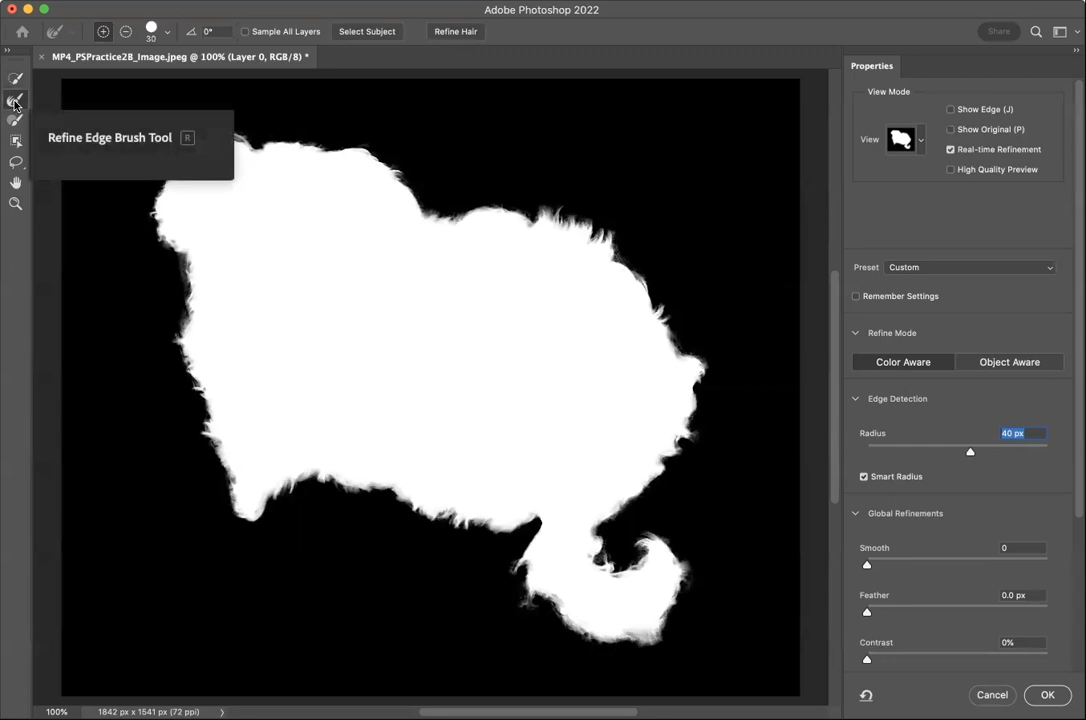 Adobe Photoshop 2022
30
0°
Sample All Layers
Select Subject
Refine Hair
Share
MP4_PSPractice2B_Image.jpeg @ 100% (Layer 0, RGB/8) *
Refine Edge Brush Tool R
Properties
View Mode
Show Edge (J)
Show Original (P)
View
Real-time Refinement
High Quality Preview
Preset Custom
Remember Settings
Refine Mode
Color Aware Object Aware
Edge Detection
Radius 40 px
Smart Radius
Global Refinements
Smooth 0
Feather 0.0 px
Contrast 0%
Cancel OK
100% 1842 px x 1541 px (72 ppi)